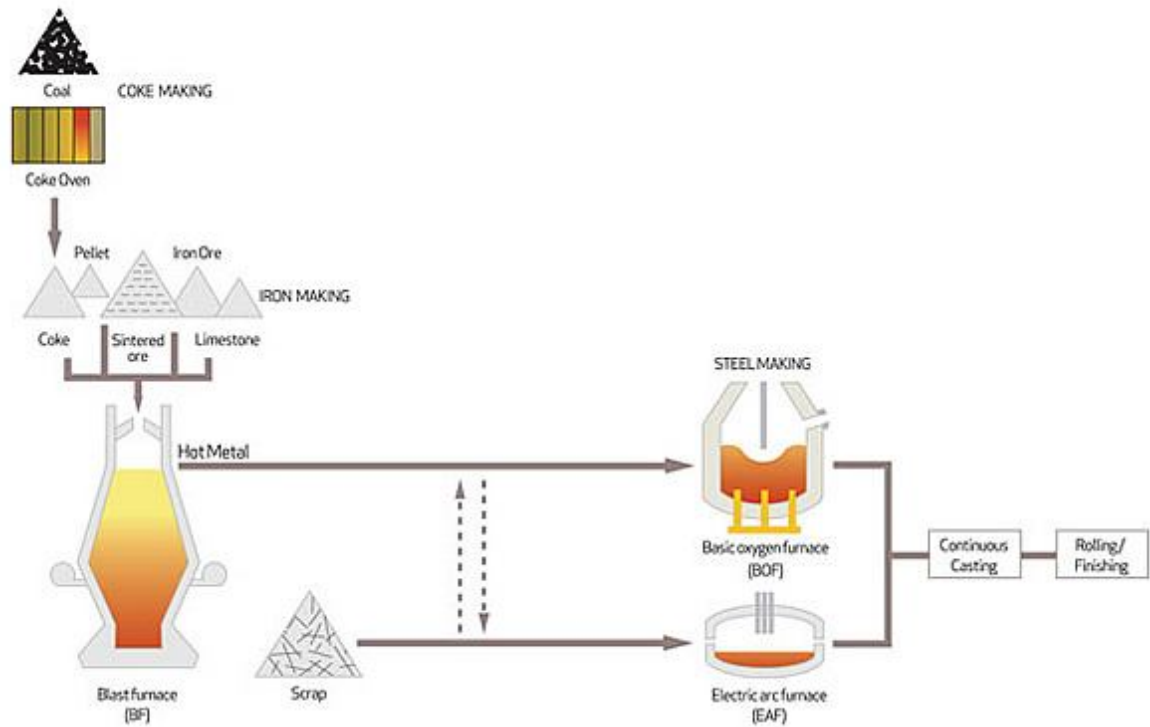 Coal
COKE MAKING
Coke Oven
Pellet
Iron Ore
IRON MAKING
Coke
Sintered
ore
Limestone
STEEL MAKING
Hot Metal
Basic oxygen furnace
(BOF)
Continuous
Casting
Rolling/
Finishing
Blast furnace
(BF)
Scrap
Electric arc furnace
(EAF)